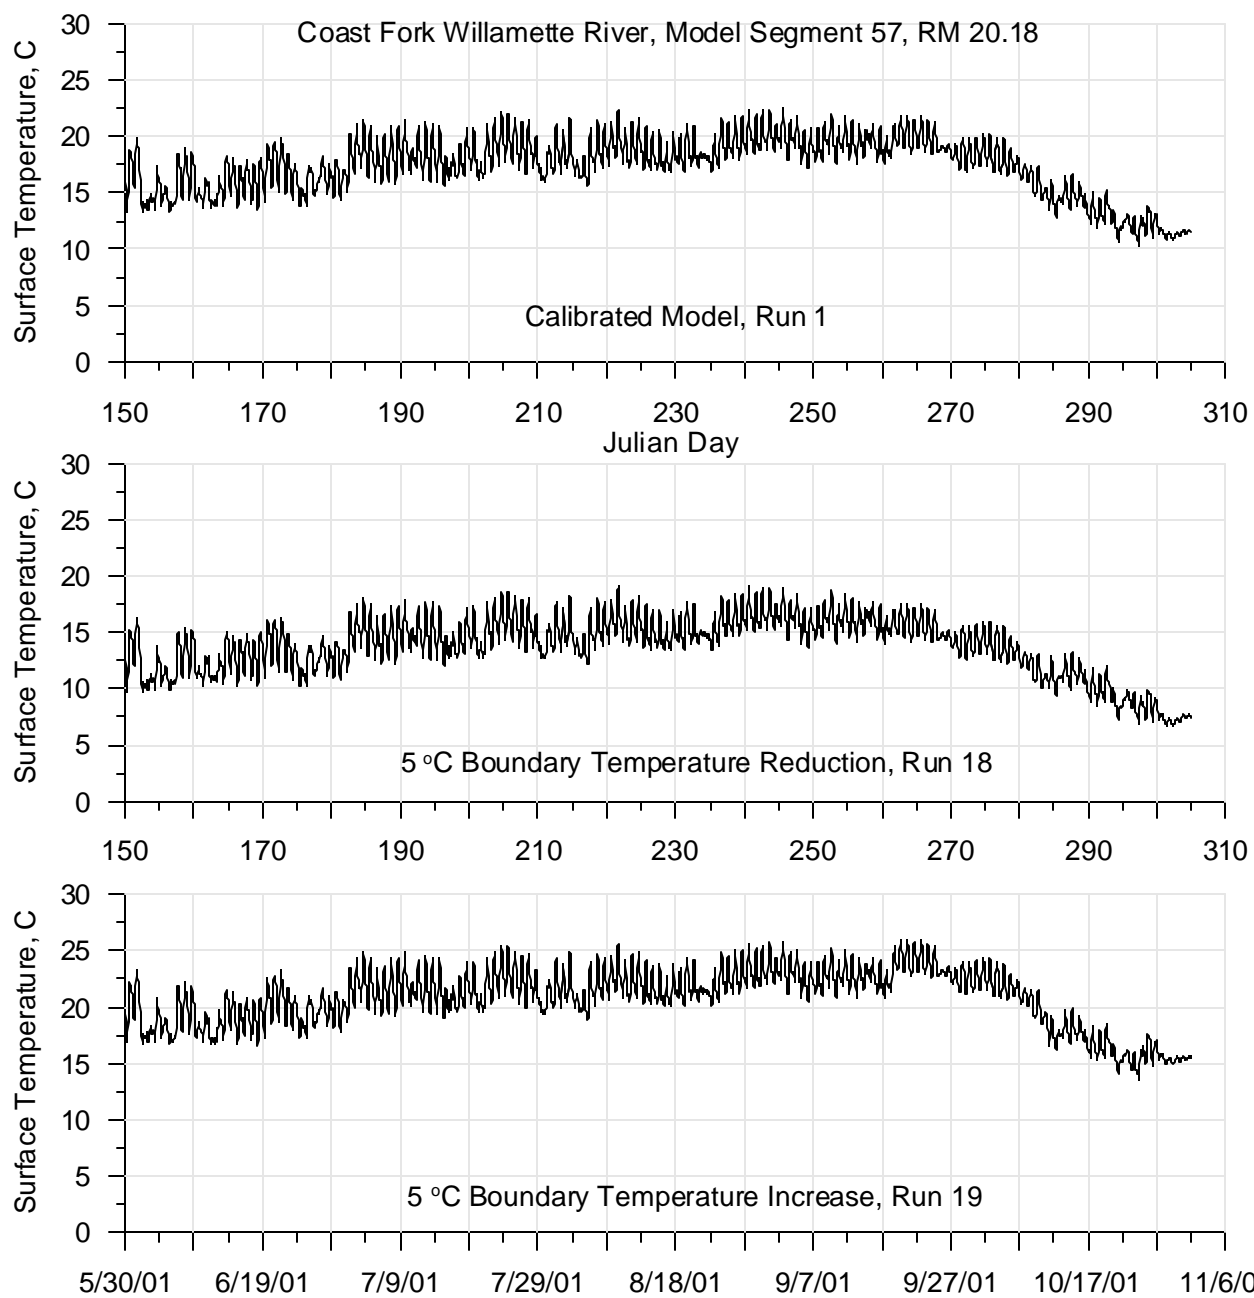 Coast Fork Willamette River, Model Segment 57, RM 20.18
30
25
20
15
10
5
0
Surface Temperature, C
Calibrated Model, Run 1
150 170 190 210 230 250 270 290 310
Julian Day
30
25
20
15
10
5
0
Surface Temperature, C
5 °C Boundary Temperature Reduction, Run 18
150 170 190 210 230 250 270 290 310
30
25
20
15
10
5
0
Surface Temperature, C
5 °C Boundary Temperature Increase, Run 19
5/30/01 6/19/01 7/9/01 7/29/01 8/18/01 9/7/01 9/27/01 10/17/01 11/6/0